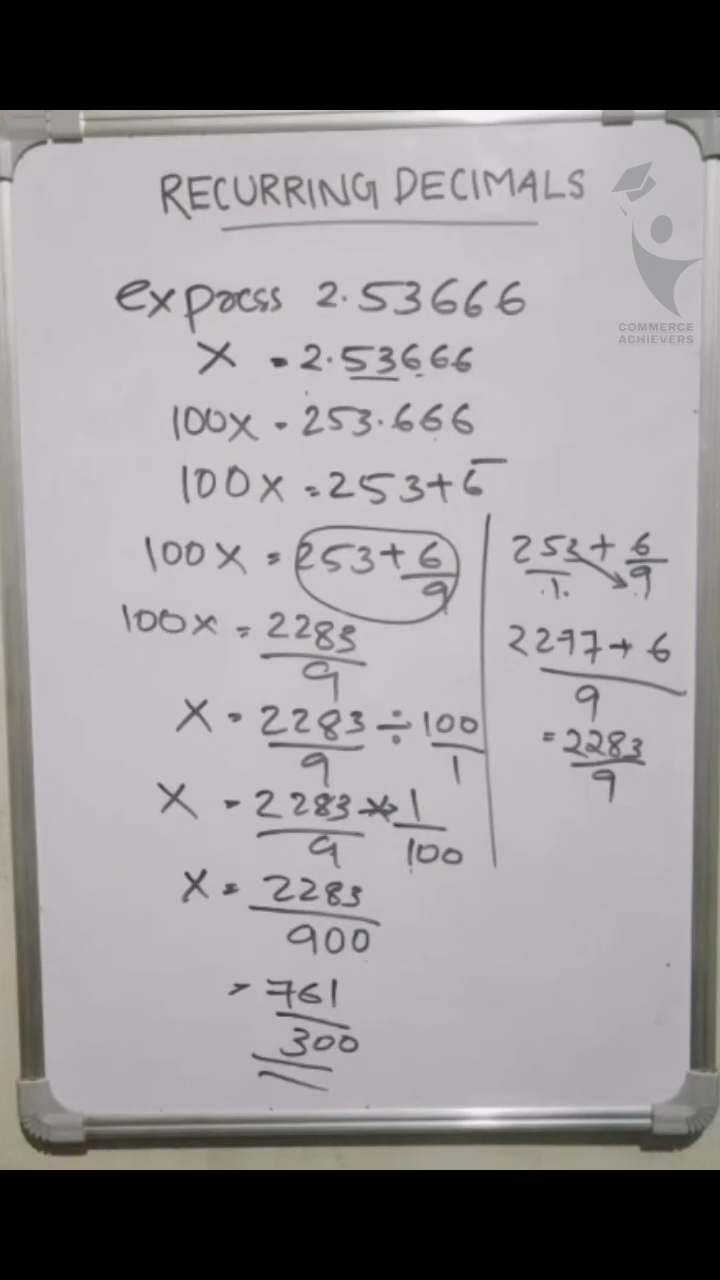 RECURRING DECIMALS
COMMERCE
ACHIEVERS
express 2.53666
x = 2.53666
100x = 253.666
100x = 253 + 6̅
100x = 253 + 6/9
100x = 2283/9
x = 2283/9 ÷ 100/1
x = 2283/9 × 1/100
x = 2283/900
= 761/300
253/1 + 6/9
2277 + 6/9
= 2283/9